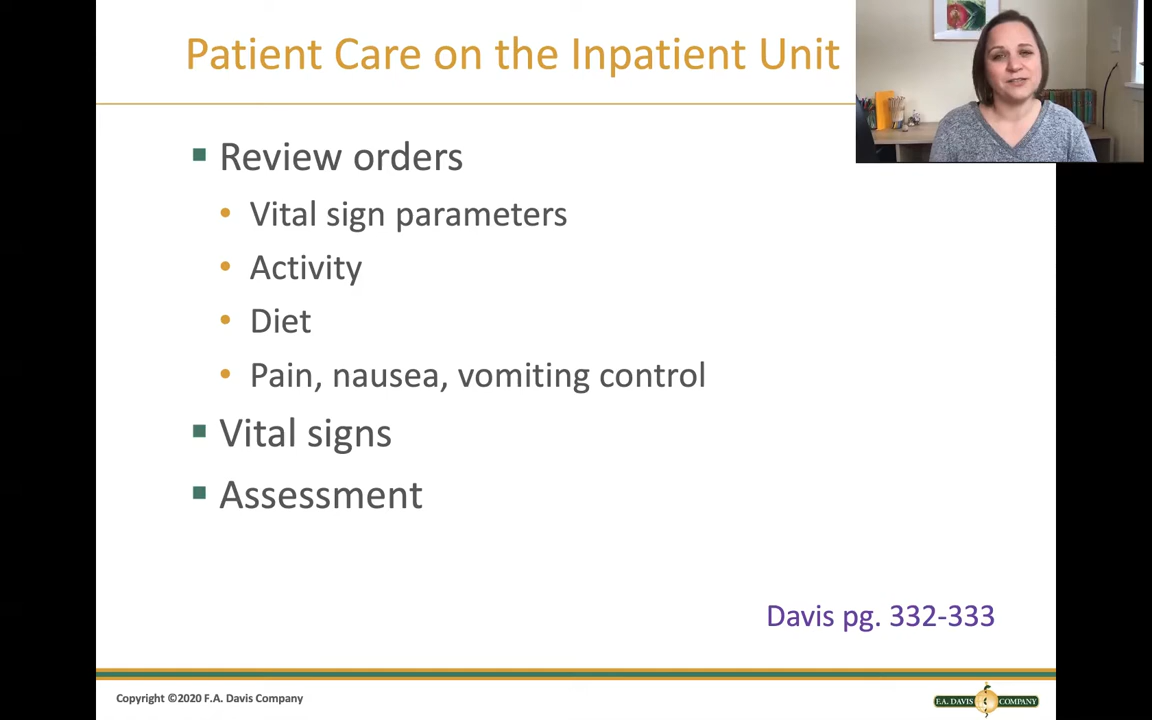 Patient Care on the Inpatient Unit
▪ Review orders
• Vital sign parameters
• Activity
• Diet
• Pain, nausea, vomiting control
▪ Vital signs
▪ Assessment
Davis pg. 332-333
Copyright ©2020 F.A. Davis Company
F.A. DAVIS COMPANY